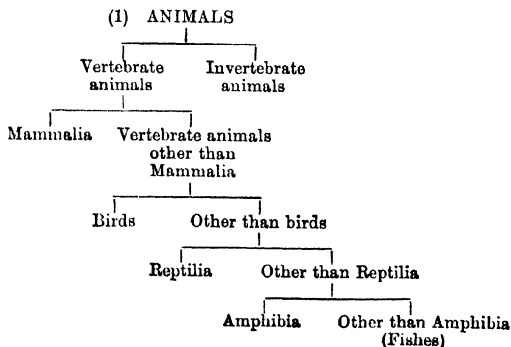 (1) ANIMALS
Vertebrate animals
Invertebrate animals
Mammalia
Vertebrate animals
other than
Mammalia
Birds
Other than birds
Reptilia
Other than Reptilia
Amphibia
Other than Amphibia
(Fishes)